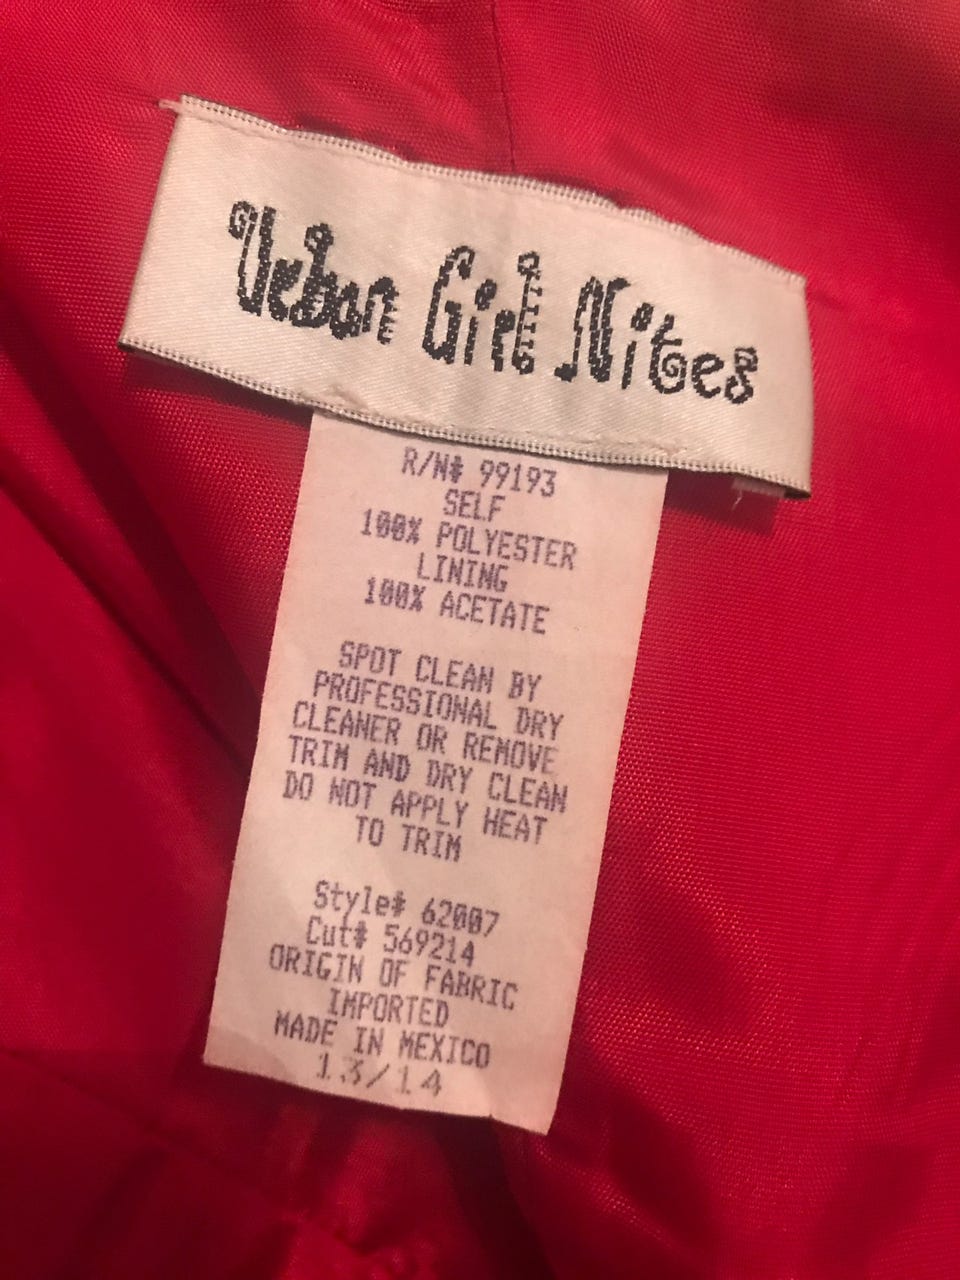 Urban Girl Nites
R/N# 99193
SELF
100% POLYESTER
LINING
100% ACETATE
SPOT CLEAN BY
PROFESSIONAL DRY
CLEANER OR REMOVE
TRIM AND DRY CLEAN
DO NOT APPLY HEAT
TO TRIM
Style# 62007
Cut# 569214
ORIGIN OF FABRIC
IMPORTED
MADE IN MEXICO
13/14